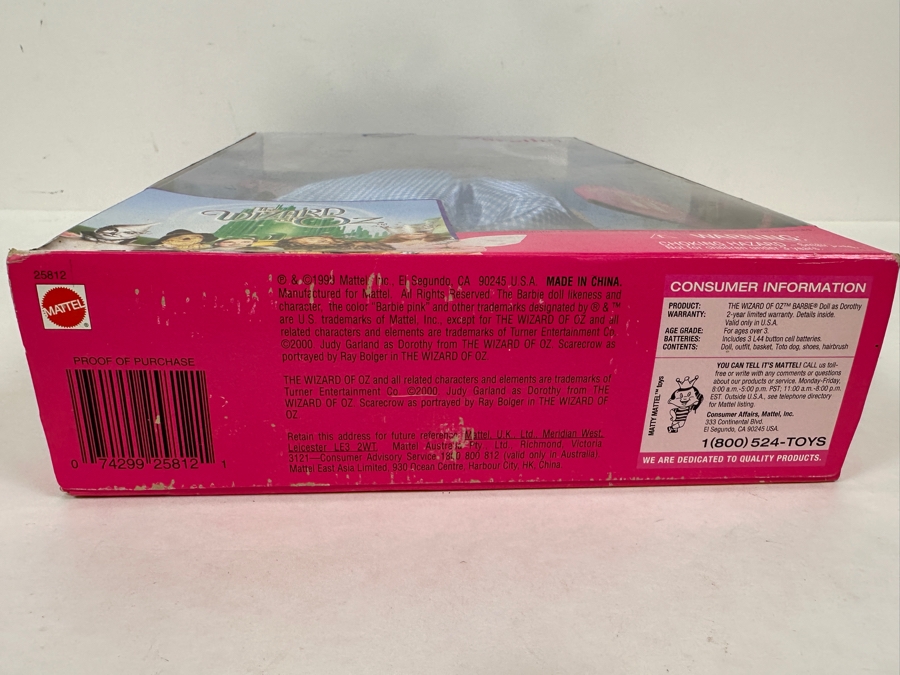 The
WIZARD
OF OZ
WARNING:
CHOKING HAZARD
25812
MATTEL
®
PROOF OF PURCHASE
0 74299 25812 1
℗ & ©1999 Mattel, Inc. El Segundo, CA 90245 U.S.A. MADE IN CHINA.
Manufactured for Mattel. All Rights Reserved. The Barbie doll likeness and
character, the color "Barbie pink" and other trademarks designated by ® & ™
are U.S. trademarks of Mattel, Inc., except for THE WIZARD OF OZ and all
related characters and elements are trademarks of Turner Entertainment Co.
©2000. Judy Garland as Dorothy from THE WIZARD OF OZ. Scarecrow as
portrayed by Ray Bolger in THE WIZARD OF OZ.
THE WIZARD OF OZ and all related characters and elements are trademarks of
Turner Entertainment Co. ©2000. Judy Garland as Dorothy from THE
WIZARD OF OZ. Scarecrow as portrayed by Ray Bolger in THE WIZARD OF
OZ.
Retain this address for future reference: Mattel U.K. Ltd. Meridian West,
Leicester LE3 2WT. Mattel Australia Pty. Ltd. Richmond, Victoria
3121—Consumer Advisory Service 1800 800 812 (valid only in Australia).
Mattel East Asia Limited, 930 Ocean Centre, Harbour City, HK, China.
CONSUMER INFORMATION
PRODUCT: THE WIZARD OF OZ™ BARBIE® Doll as Dorothy
WARRANTY: 2-year limited warranty. Details inside.
Valid only in U.S.A.
AGE GRADE: For ages over 3.
BATTERIES: Includes 3 L44 button cell batteries.
CONTENTS: Doll, outfit, basket, Toto dog, shoes, hairbrush
MATTY MATTEL™ toys
YOU CAN TELL IT'S MATTEL! CALL us toll-
free or write with any comments or questions
about our products or service. Monday-Friday,
8:00 a.m.-5:00 p.m. PST; 11:00 a.m.-8:00 p.m.
EST. Outside U.S.A., see telephone directory
for Mattel listing.
Consumer Affairs, Mattel, Inc.
333 Continental Blvd.
El Segundo, CA 90245 USA.
1(800) 524-TOYS
WE ARE DEDICATED TO QUALITY PRODUCTS.